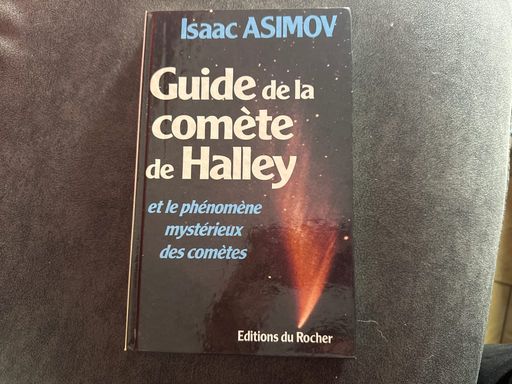 Isaac ASIMOV
Guide de la
comète
de Halley
et le phénomène
mystérieux
des comètes
Editions du Rocher